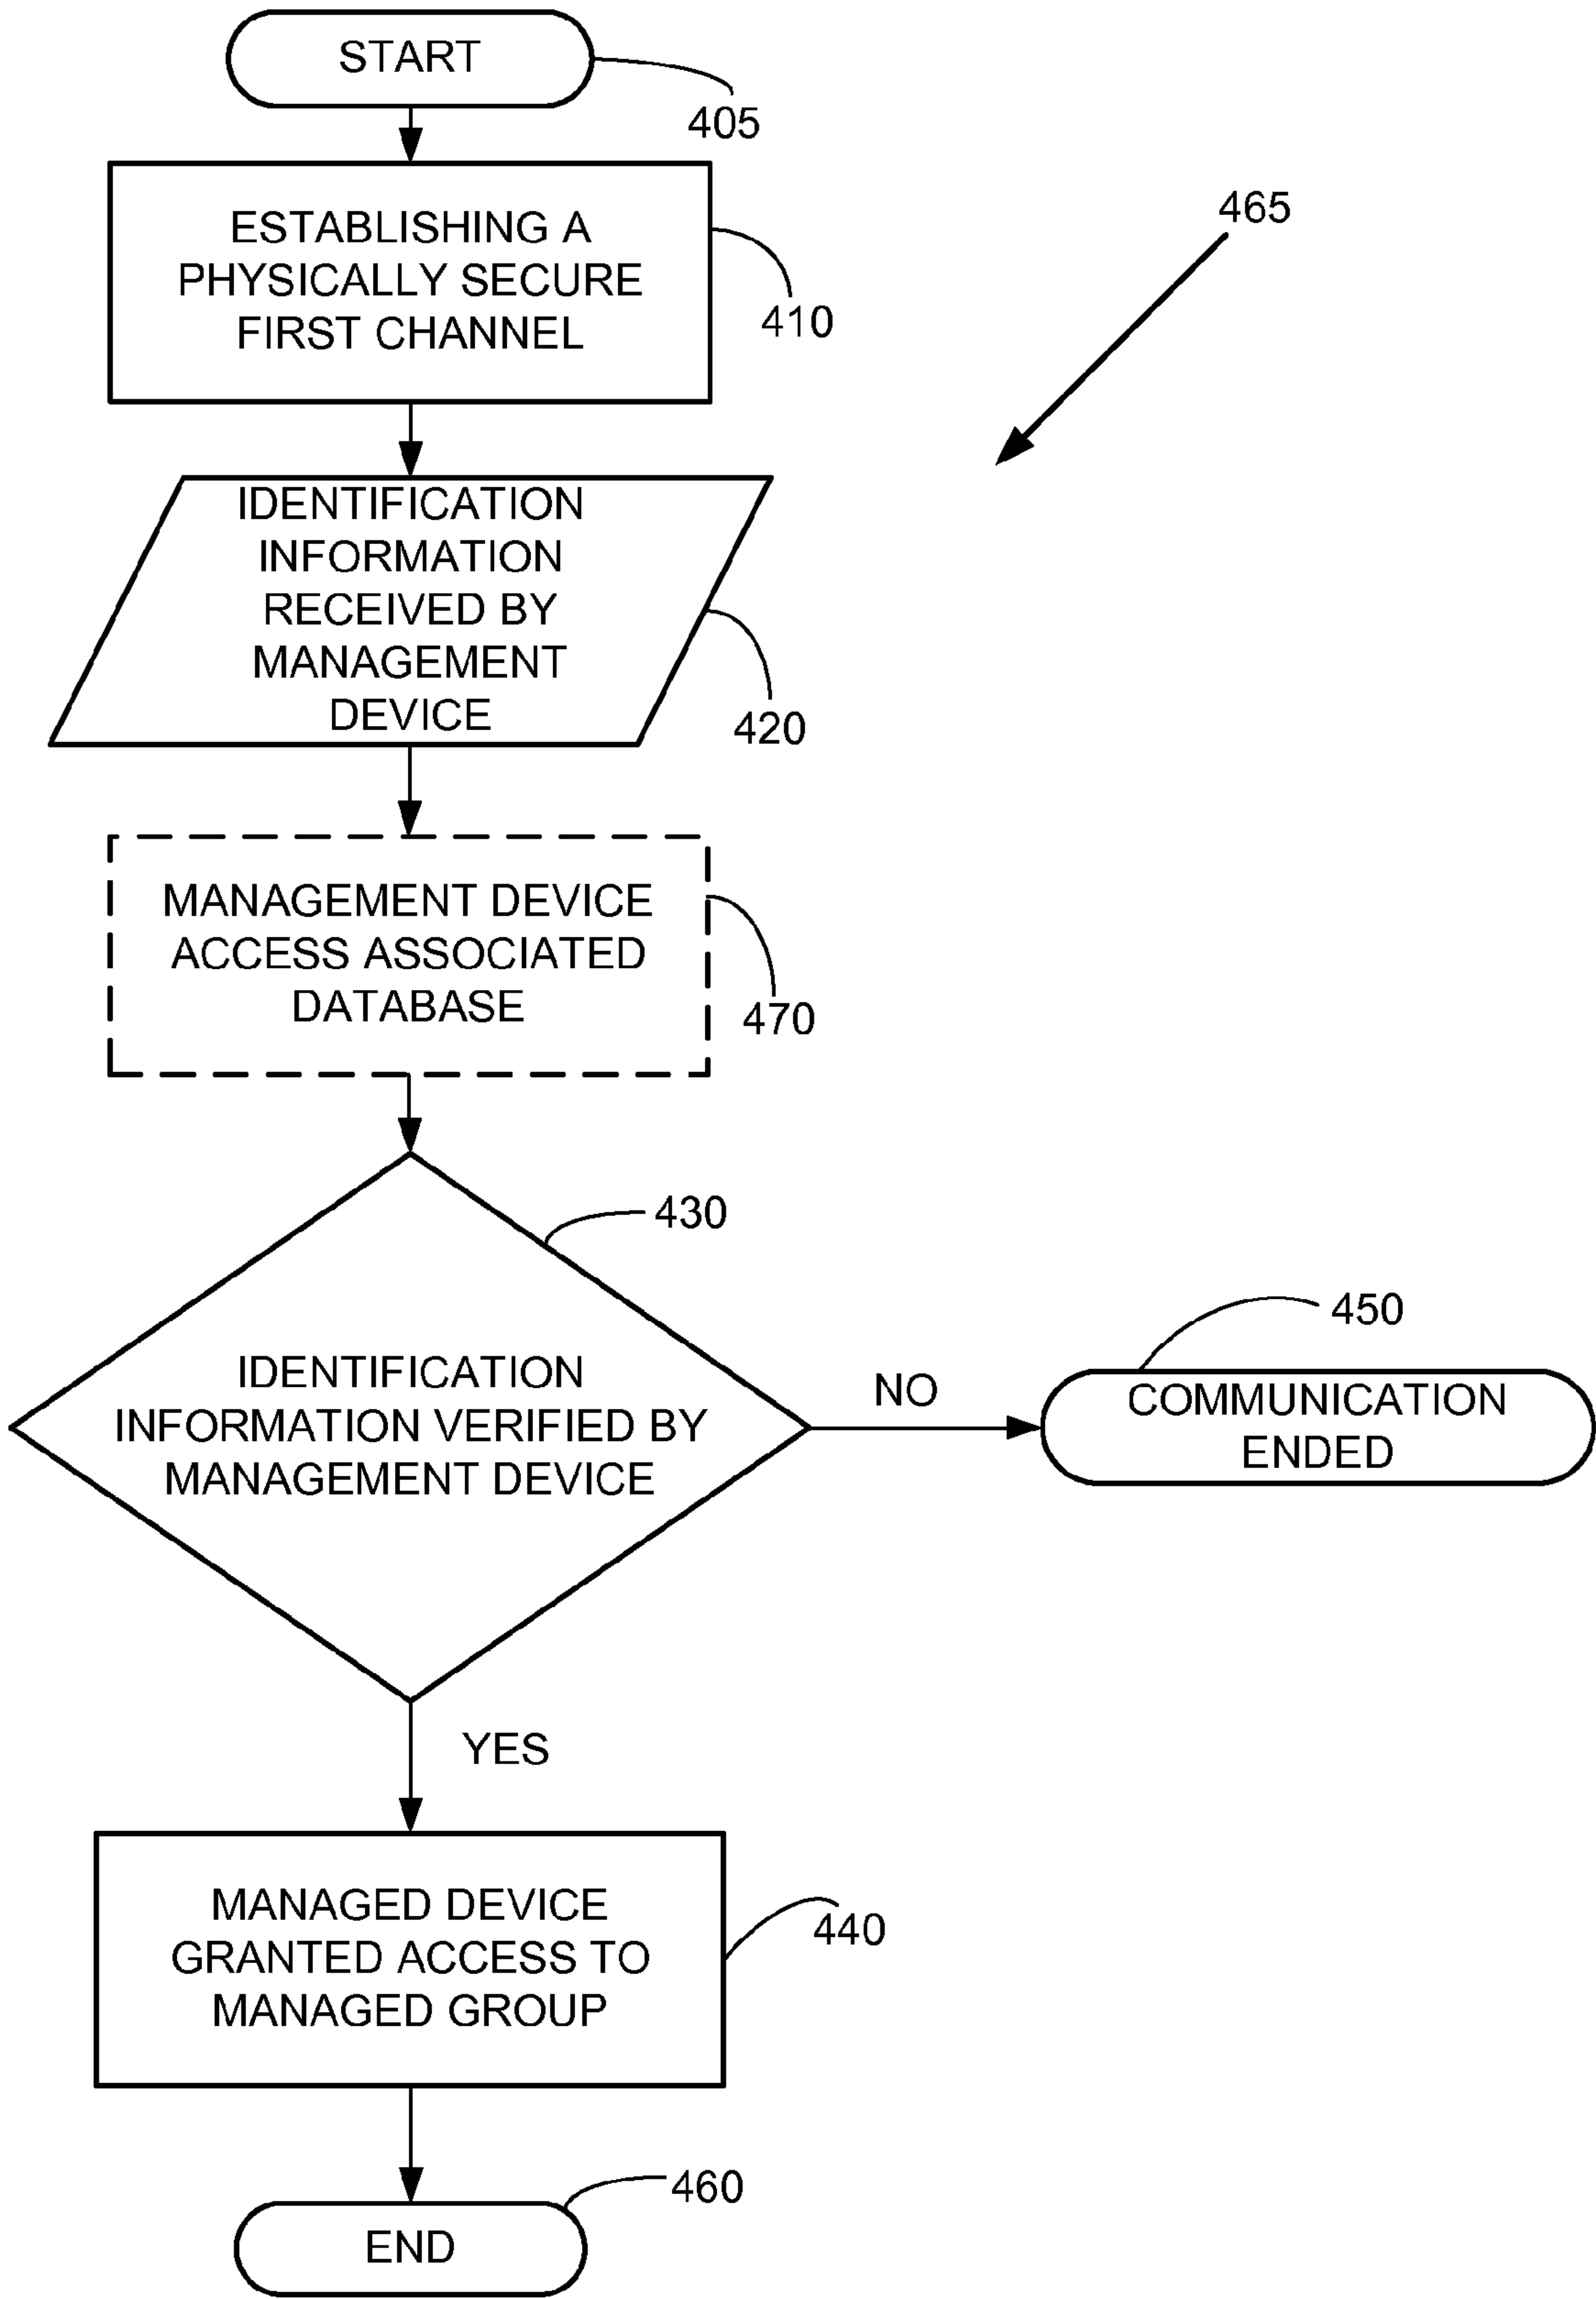 START
405
ESTABLISHING A
PHYSICALLY SECURE
FIRST CHANNEL
410
465
IDENTIFICATION
INFORMATION
RECEIVED BY
MANAGEMENT
DEVICE
420
MANAGEMENT DEVICE
ACCESS ASSOCIATED
DATABASE
470
430
IDENTIFICATION
INFORMATION VERIFIED BY
MANAGEMENT DEVICE
NO
450
COMMUNICATION
ENDED
YES
MANAGED DEVICE
GRANTED ACCESS TO
MANAGED GROUP
440
460
END